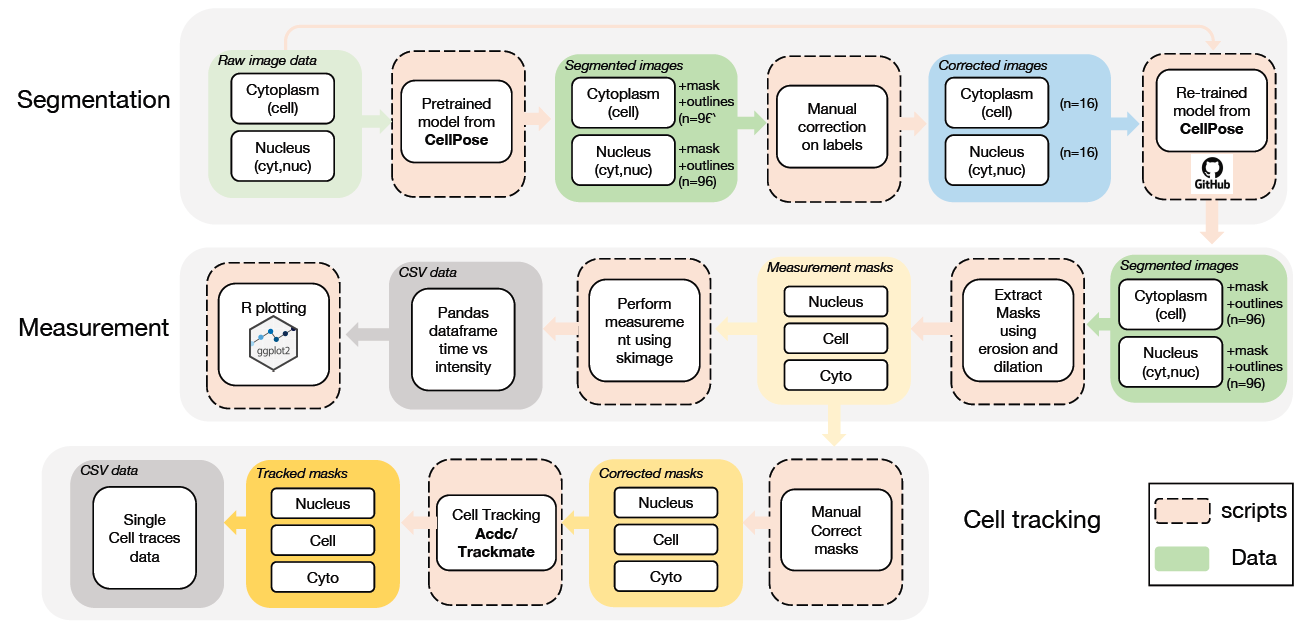 Segmentation
Raw image data
Cytoplasm
(cell)
Nucleus
(cyt,nuc)
Pretrained
model from
CellPose
Segmented images
Cytoplasm
(cell)
+mask
+outlines
(n=96)
Nucleus
(cyt,nuc)
+mask
+outlines
(n=96)
Manual
correction
on labels
Corrected images
Cytoplasm
(cell)
(n=16)
Nucleus
(cyt,nuc)
(n=16)
Re-trained
model from
CellPose
GitHub
Measurement
R plotting
ggplot2
CSV data
Pandas
dataframe
time vs
intensity
Perform
measureme
nt using
skimage
Measurement masks
Nucleus
Cell
Cyto
Extract
Masks
using
erosion and
dilation
Segmented images
Cytoplasm
(cell)
+mask
+outlines
(n=96)
Nucleus
(cyt,nuc)
+mask
+outlines
(n=96)
CSV data
Single
Cell traces
data
Tracked masks
Nucleus
Cell
Cyto
Cell Tracking
Acdc/
Trackmate
Corrected masks
Nucleus
Cell
Cyto
Manual
Correct
masks
Cell tracking
scripts
Data